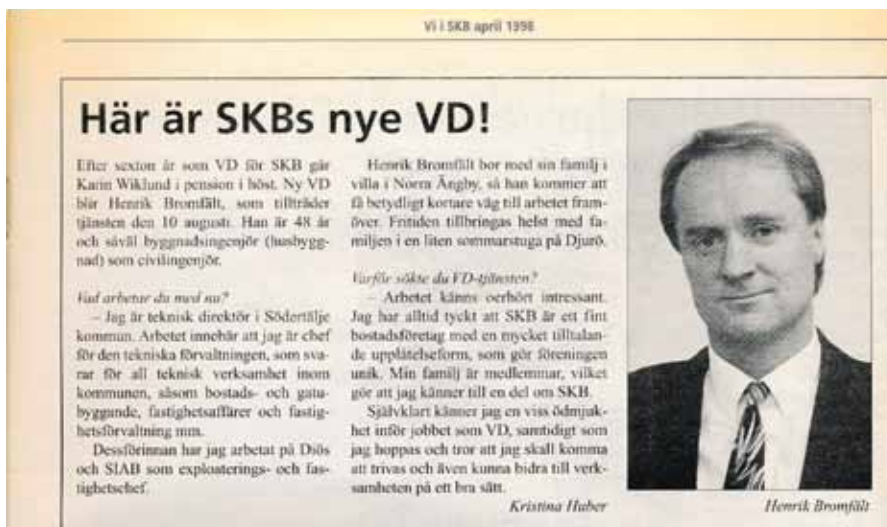 Vi i SKB april 1998
Här är SKBs nye VD!
Efter sexton år som VD för SKB går
Karin Wiklund i pension i höst. Ny VD
blir Henrik Bromfält, som tillträder
tjänsten den 10 augusti. Han är 48 år
och såväl byggnadsingenjör (husbygg-
nad) som civilingenjör.
Vad arbetar du med nu?
– Jag är teknisk direktör i Södertälje
kommun. Arbetet innebär att jag är chef
för den tekniska förvaltningen, som sva-
rar för all teknisk verksamhet inom
kommunen, såsom bostads- och gatu-
byggande, fastighetsaffärer och fastig-
hetsförvaltning mm.
Dessförinnan har jag arbetat på Diös
och SIAB som exploaterings- och fas-
tighetschef.
Henrik Bromfält bor med sin familj i
villa i Norra Ängby, så han kommer att
få betydligt kortare väg till arbetet fram-
över. Fritiden tillbringas helst med fa-
miljen i en liten sommarstuga på Djurö.
Varför sökte du VD-tjänsten?
– Arbetet känns oerhört intressant.
Jag har alltid tyckt att SKB är ett fint
bostadsföretag med en mycket tilltalan-
de upplåtelseform, som gör föreningen
unik. Min familj är medlemmar, vilket
gör att jag känner till en del om SKB.
Självklart känner jag en viss ödmjuk-
het inför jobbet som VD, samtidigt som
jag hoppas och tror att jag skall komma
att trivas och även kunna bidra till verk-
samheten på ett bra sätt.
Kristina Huber
Henrik Bromfält